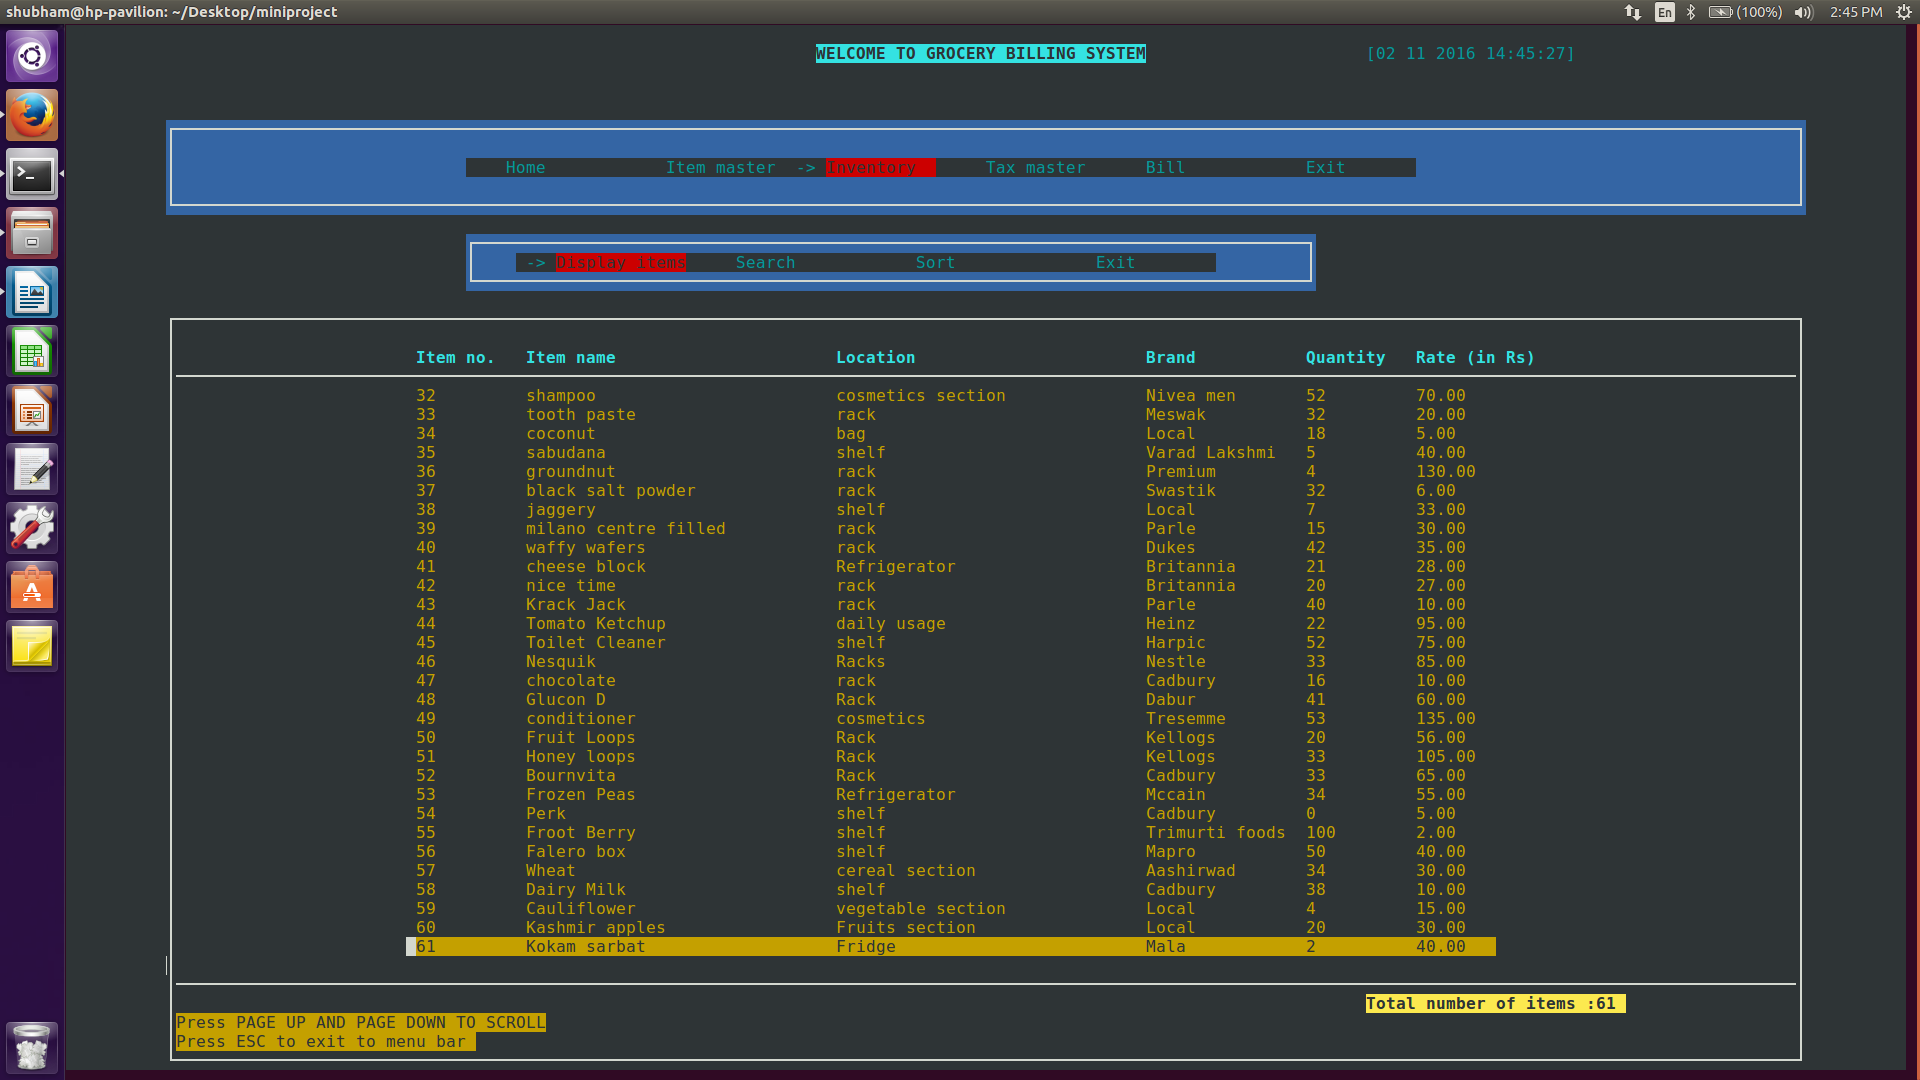 shubham@hp-pavilion: ~/Desktop/miniproject En (100%) 2:45 PM
WELCOME TO GROCERY BILLING SYSTEM [02 11 2016 14:45:27]
Home Item master -> Inventory Tax master Bill Exit
-> Display items Search Sort Exit
Item no. Item name Location Brand Quantity Rate (in Rs)
32 shampoo cosmetics section Nivea men 52 70.00
33 tooth paste rack Meswak 32 20.00
34 coconut bag Local 18 5.00
35 sabudana shelf Varad Lakshmi 5 40.00
36 groundnut rack Premium 4 130.00
37 black salt powder rack Swastik 32 6.00
38 jaggery shelf Local 7 33.00
39 milano centre filled rack Parle 15 30.00
40 waffy wafers rack Dukes 42 35.00
41 cheese block Refrigerator Britannia 21 28.00
42 nice time rack Britannia 20 27.00
43 Krack Jack rack Parle 40 10.00
44 Tomato Ketchup daily usage Heinz 22 95.00
45 Toilet Cleaner shelf Harpic 52 75.00
46 Nesquik Racks Nestle 33 85.00
47 chocolate rack Cadbury 16 10.00
48 Glucon D Rack Dabur 41 60.00
49 conditioner cosmetics Tresemme 53 135.00
50 Fruit Loops Rack Kellogs 20 56.00
51 Honey loops Rack Kellogs 33 105.00
52 Bournvita Rack Cadbury 33 65.00
53 Frozen Peas Refrigerator Mccain 34 55.00
54 Perk shelf Cadbury 0 5.00
55 Froot Berry shelf Trimurti foods 100 2.00
56 Falero box shelf Mapro 50 40.00
57 Wheat cereal section Aashirwad 34 30.00
58 Dairy Milk shelf Cadbury 38 10.00
59 Cauliflower vegetable section Local 4 15.00
60 Kashmir apples Fruits section Local 20 30.00
61 Kokam sarbat Fridge Mala 2 40.00
Total number of items :61
Press PAGE UP AND PAGE DOWN TO SCROLL
Press ESC to exit to menu bar